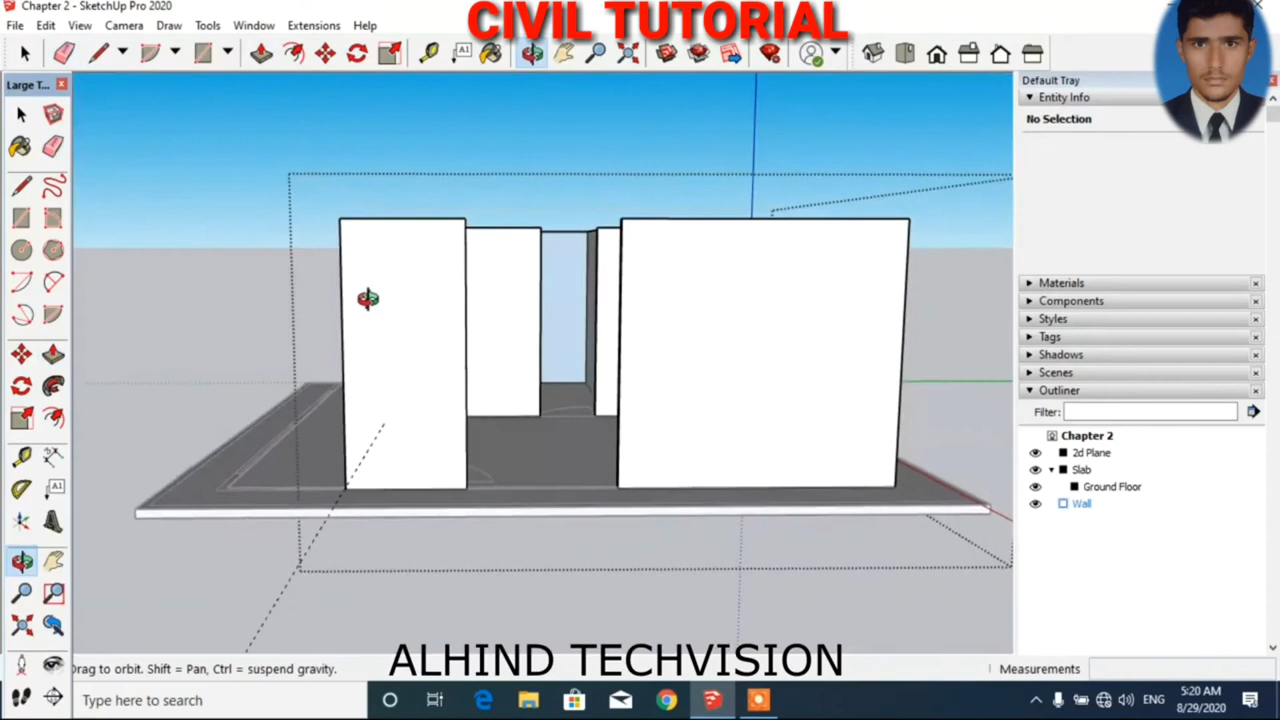 Chapter 2 - SketchUp Pro 2020
CIVIL TUTORIAL
File Edit View Camera Draw Tools Window Extensions Help
A1
Large T...
Default Tray
Entity Info
No Selection
A1
Materials
Components
Styles
Tags
Shadows
Scenes
Outliner
Filter:
Chapter 2
2d Plane
Slab
Ground Floor
Wall
Drag to orbit. Shift = Pan, Ctrl = suspend gravity.
ALHIND TECHVISION
Measurements
Type here to search
ENG
5:20 AM
8/29/2020